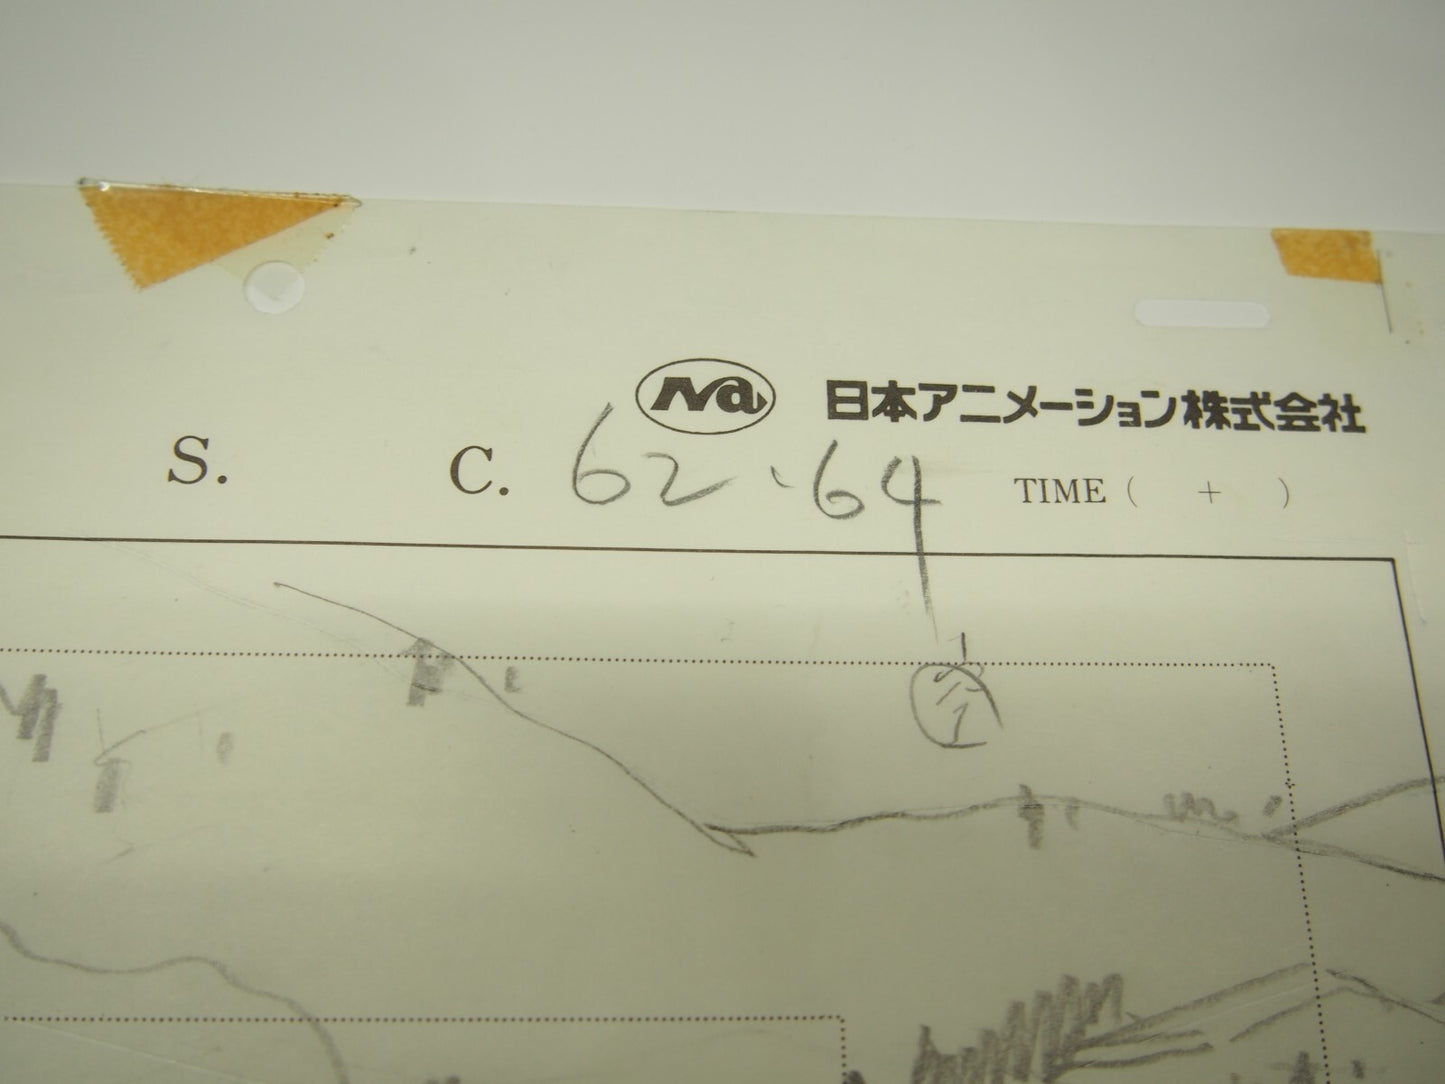 Na 日本アニメーション株式会社
S. C. 62・64 TIME ( + )